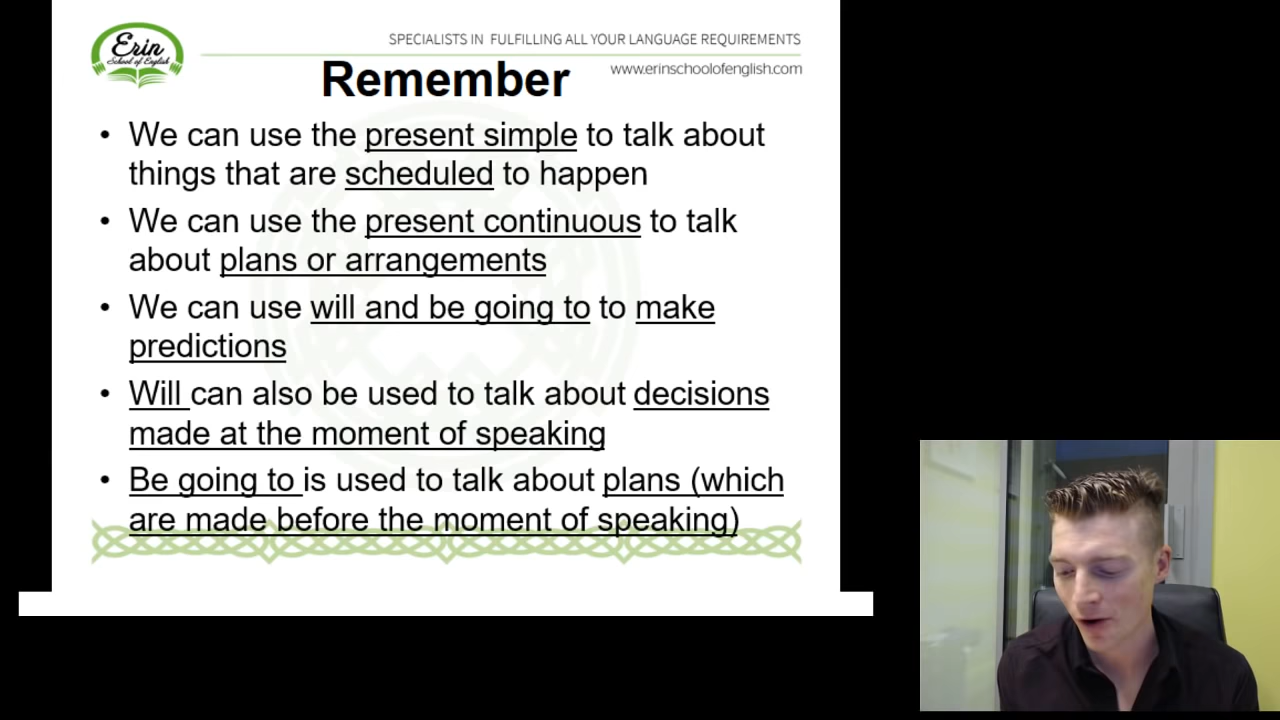 Erin
School of English
SPECIALISTS IN FULFILLING ALL YOUR LANGUAGE REQUIREMENTS
www.erinschoolofenglish.com
Remember
• We can use the present simple to talk about
things that are scheduled to happen
• We can use the present continuous to talk
about plans or arrangements
• We can use will and be going to to make
predictions
• Will can also be used to talk about decisions
made at the moment of speaking
• Be going to is used to talk about plans (which
are made before the moment of speaking)